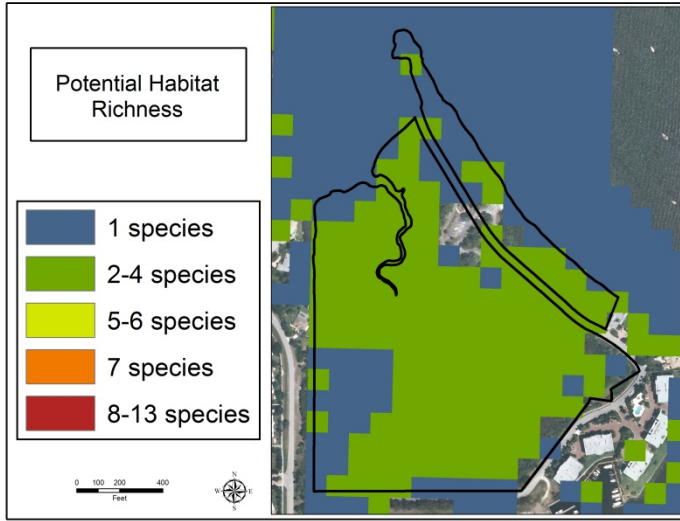 Potential Habitat
Richness
1 species
2-4 species
5-6 species
7 species
8-13 species
0 100 200 400
Feet
N
W E
S